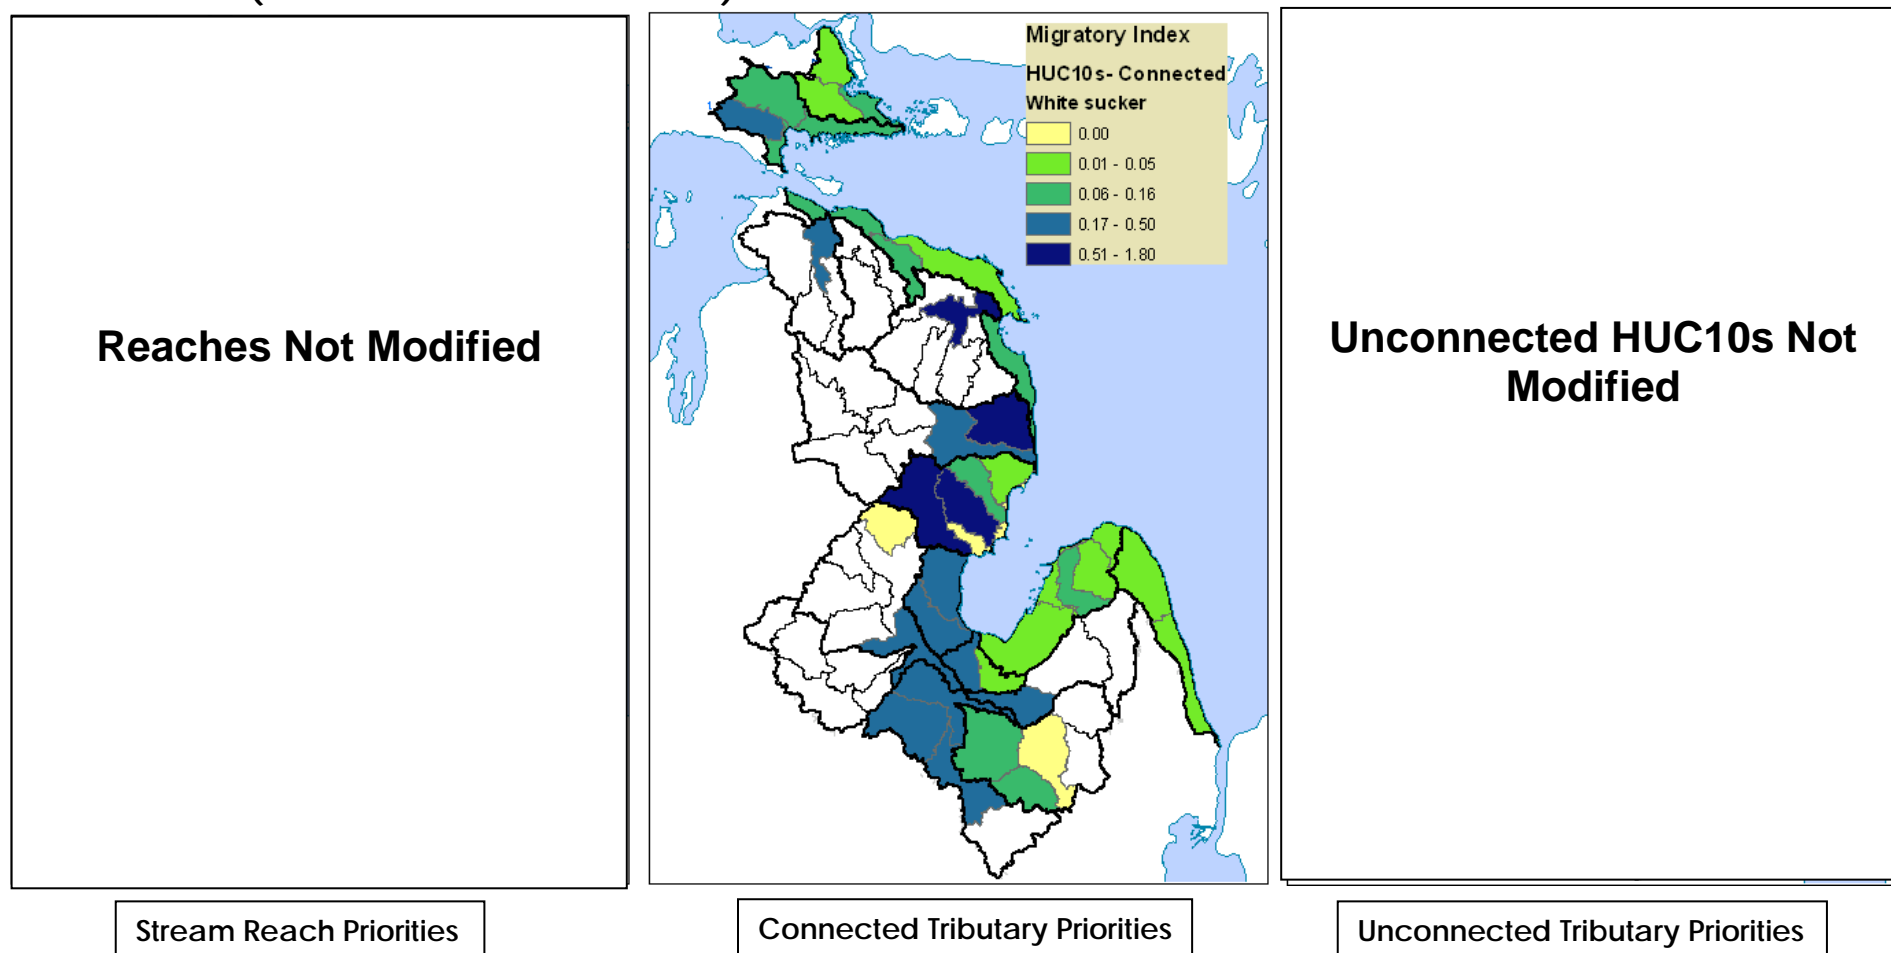 Reaches Not Modified
Migratory Index
HUC10s- Connected
White sucker
0.00
0.01 - 0.05
0.06 - 0.16
0.17 - 0.50
0.51 - 1.80
Unconnected HUC10s Not
Modified
Stream Reach Priorities
Connected Tributary Priorities
Unconnected Tributary Priorities